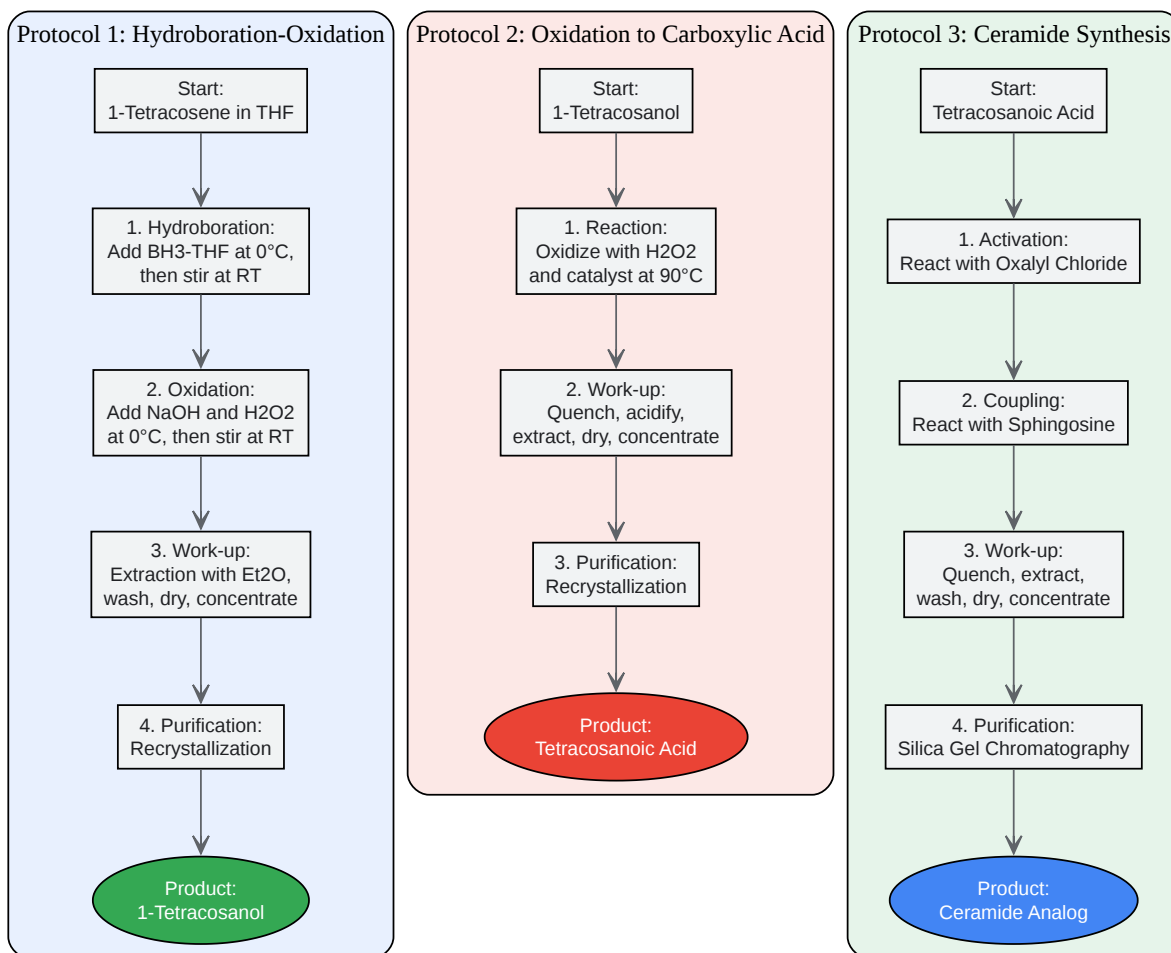 Protocol 1: Hydroboration-Oxidation
Start:
1-Tetracosene in THF
1. Hydroboration:
Add BH3-THF at 0°C,
then stir at RT
2. Oxidation:
Add NaOH and H2O2
at 0°C, then stir at RT
3. Work-up:
Extraction with Et2O,
wash, dry, concentrate
4. Purification:
Recrystallization
Product:
1-Tetracosanol
Protocol 2: Oxidation to Carboxylic Acid
Start:
1-Tetracosanol
1. Reaction:
Oxidize with H2O2
and catalyst at 90°C
2. Work-up:
Quench, acidify,
extract, dry, concentrate
3. Purification:
Recrystallization
Product:
Tetracosanoic Acid
Protocol 3: Ceramide Synthesis
Start:
Tetracosanoic Acid
1. Activation:
React with Oxalyl Chloride
2. Coupling:
React with Sphingosine
3. Work-up:
Quench, extract,
wash, dry, concentrate
4. Purification:
Silica Gel Chromatography
Product:
Ceramide Analog